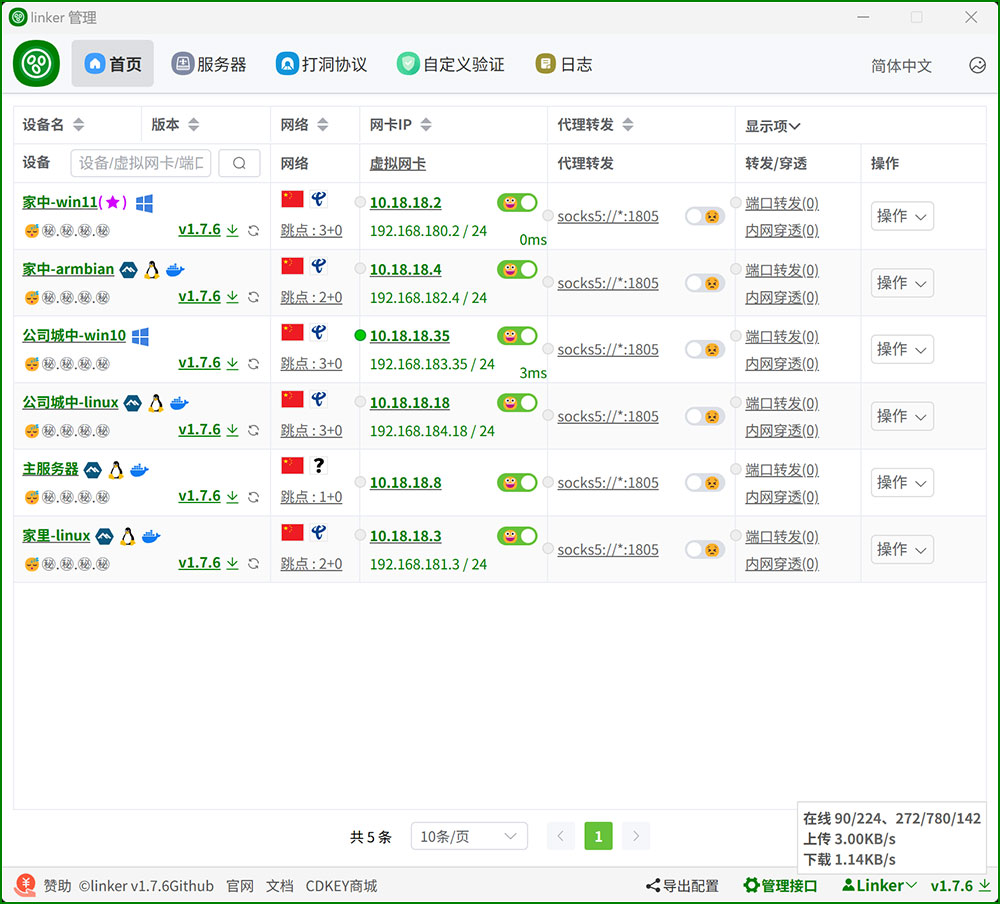 linker 管理
首页 服务器 打洞协议 自定义验证 日志 简体中文
设备名 版本 网络 网卡IP 代理转发 显示项
设备 设备/虚拟网卡/端口 网络 虚拟网卡 代理转发 转发/穿透 操作
家中-win11(★) 10.18.18.2 socks5://*:1805 端口转发(0) 操作
㊙.㊙.㊙.㊙ v1.7.6 跳点 : 3+0 192.168.180.2 / 24 内网穿透(0)
0ms
家中-armbian 10.18.18.4 socks5://*:1805 端口转发(0) 操作
㊙.㊙.㊙.㊙ v1.7.6 跳点 : 2+0 192.168.182.4 / 24 内网穿透(0)
公司城中-win10 10.18.18.35 socks5://*:1805 端口转发(0) 操作
㊙.㊙.㊙.㊙ v1.7.6 跳点 : 3+0 192.168.183.35 / 24 内网穿透(0)
3ms
公司城中-linux 10.18.18.18 socks5://*:1805 端口转发(0) 操作
㊙.㊙.㊙.㊙ v1.7.6 跳点 : 3+0 192.168.184.18 / 24 内网穿透(0)
主服务器 ? 10.18.18.8 socks5://*:1805 端口转发(0) 操作
㊙.㊙.㊙.㊙ v1.7.6 跳点 : 1+0 内网穿透(0)
家里-linux 10.18.18.3 socks5://*:1805 端口转发(0) 操作
㊙.㊙.㊙.㊙ v1.7.6 跳点 : 2+0 192.168.181.3 / 24 内网穿透(0)
共 5 条 10条/页 1
在线 90/224、272/780/142
上传 3.00KB/s
下载 1.14KB/s
赞助 ©linker v1.7.6Github 官网 文档 CDKEY商城 导出配置 管理接口 Linker v1.7.6